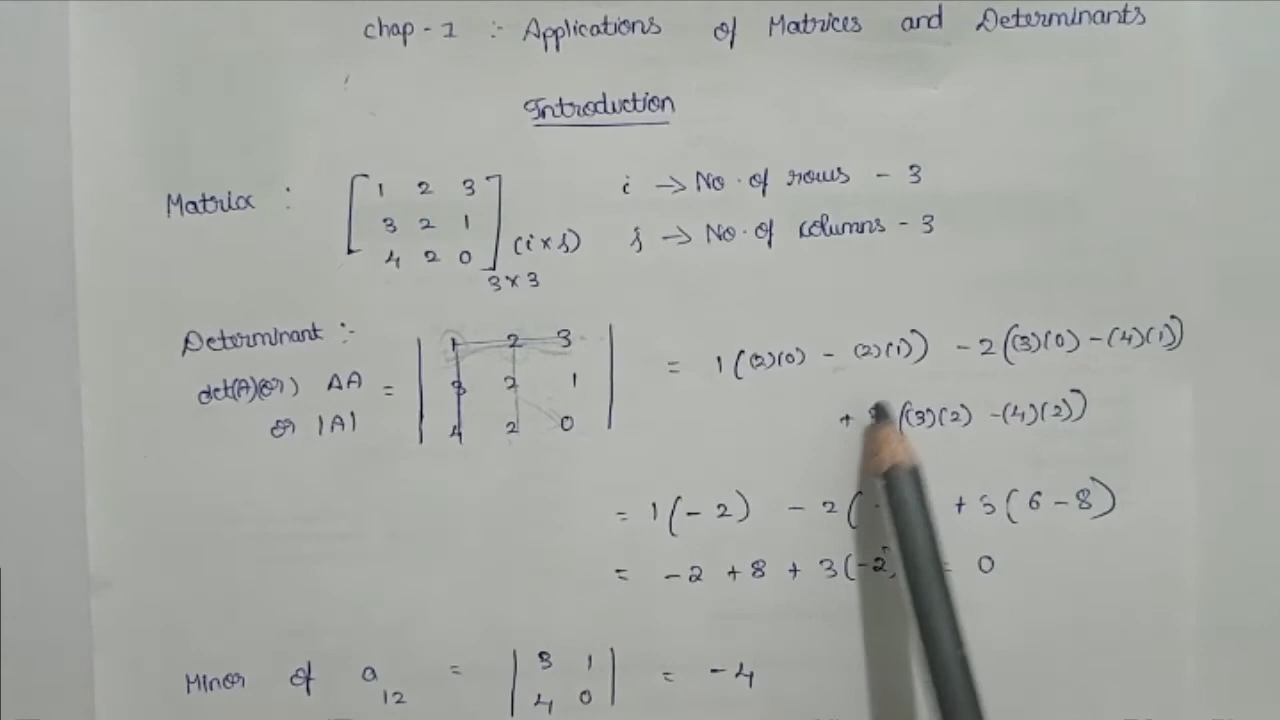 chap - 1 :- Applications of Matrices and Determinants
Introduction
Matrix :
1 2 3
3 2 1
4 2 0
(i x j)
3 x 3
i → No. of rows - 3
j → No. of columns - 3
Determinant :-
det(A)(or) ΔA =
or |A|
| 1 2 3 |
| 3 2 1 |
| 4 2 0 |
= 1((2)(0) - (2)(1)) - 2((3)(0) - (4)(1))
+ ((3)(2) - (4)(2))
= 1(-2) - 2( + 3(6-8)
= -2 + 8 + 3(-2) = 0
Minor of a12 = | 3 1 | = -4
| 4 0 |